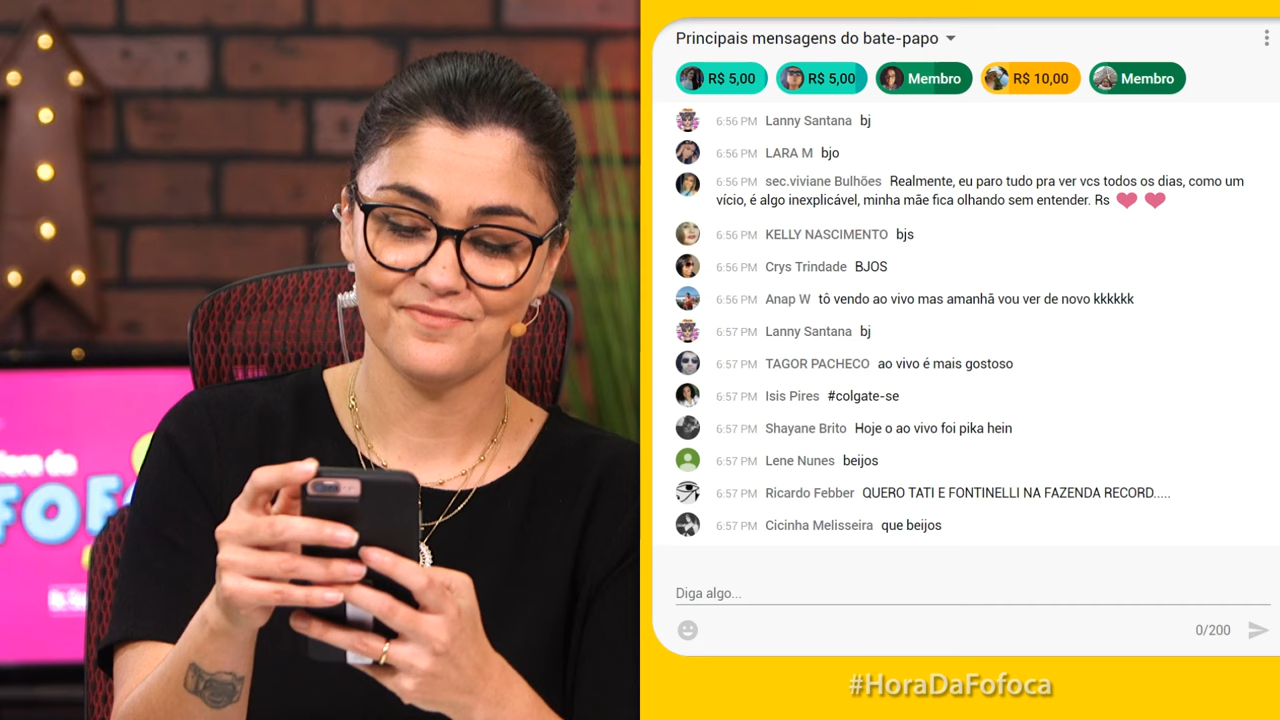 Hora do
FOFO
Principais mensagens do bate-papo
R$ 5,00 R$ 5,00 Membro R$ 10,00 Membro
6:56 PM Lanny Santana bj
6:56 PM LARA M bjo
6:56 PM sec.viviane Bulhões Realmente, eu paro tudo pra ver vcs todos os dias, como um
vício, é algo inexplicável, minha mãe fica olhando sem entender. Rs ❤ ❤
6:56 PM KELLY NASCIMENTO bjs
6:56 PM Crys Trindade BJOS
6:56 PM Anap W tô vendo ao vivo mas amanhã vou ver de novo kkkkkk
6:57 PM Lanny Santana bj
6:57 PM TAGOR PACHECO ao vivo é mais gostoso
6:57 PM Isis Pires #colgate-se
6:57 PM Shayane Brito Hoje o ao vivo foi pika hein
6:57 PM Lene Nunes beijos
6:57 PM Ricardo Febber QUERO TATI E FONTINELLI NA FAZENDA RECORD.....
6:57 PM Cicinha Melisseira que beijos
Diga algo...
0/200
#HoraDaFofoca